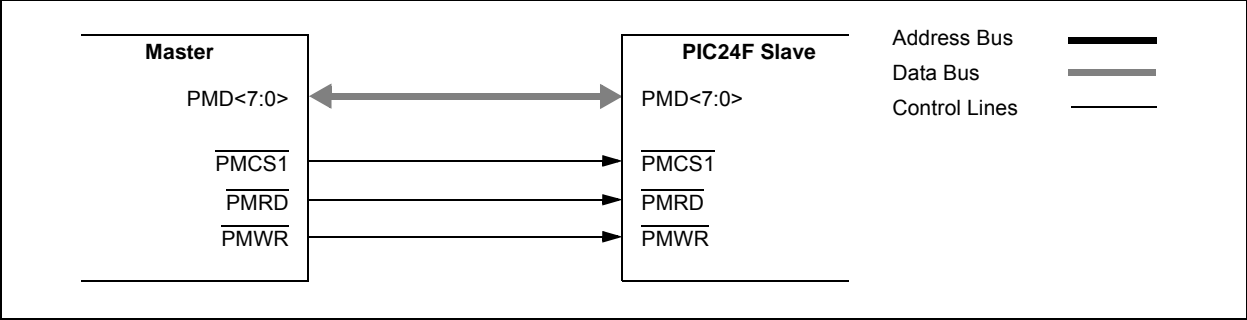 Master
PMD<7:0>
PMCS1
PMRD
PMWR
PIC24F Slave
PMD<7:0>
PMCS1
PMRD
PMWR
Address Bus
Data Bus
Control Lines